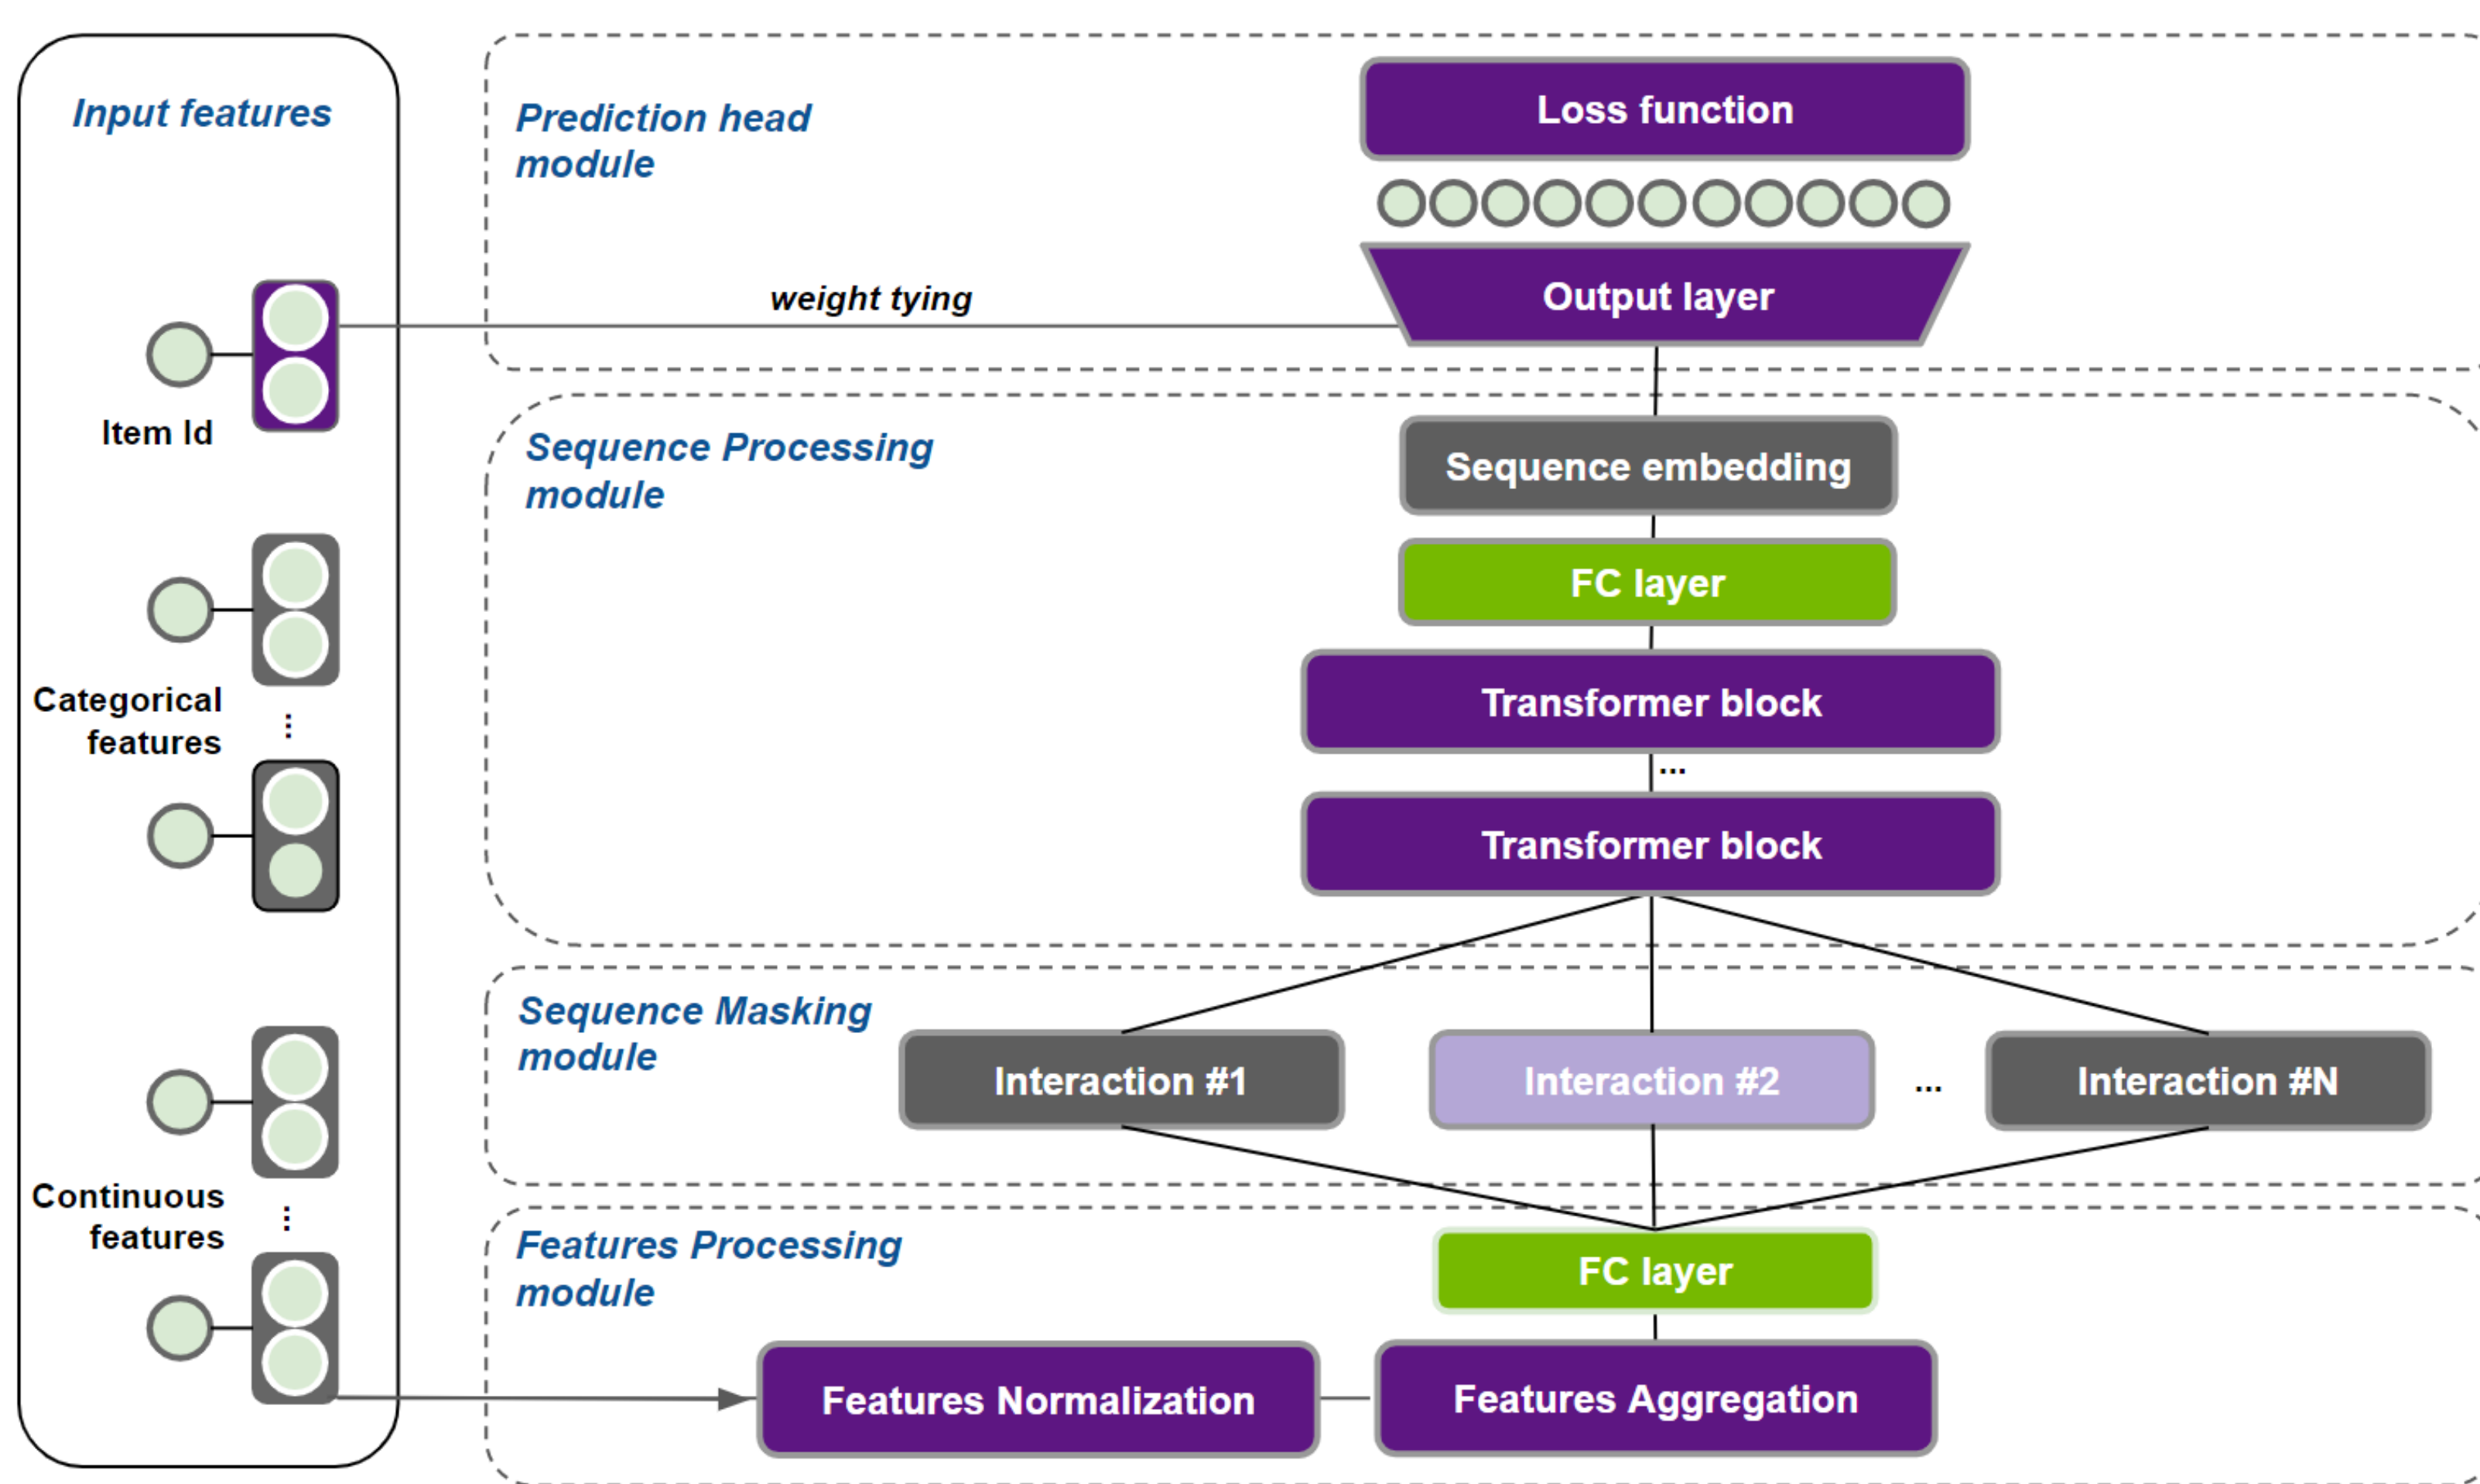 Input features
Item Id
Categorical
features
⋮
Continuous
features
⋮
Prediction head
module
Loss function
weight tying
Output layer
Sequence Processing
module
Sequence embedding
FC layer
Transformer block
...
Transformer block
Sequence Masking
module
Interaction #1
Interaction #2
...
Interaction #N
Features Processing
module
FC layer
Features Normalization
Features Aggregation